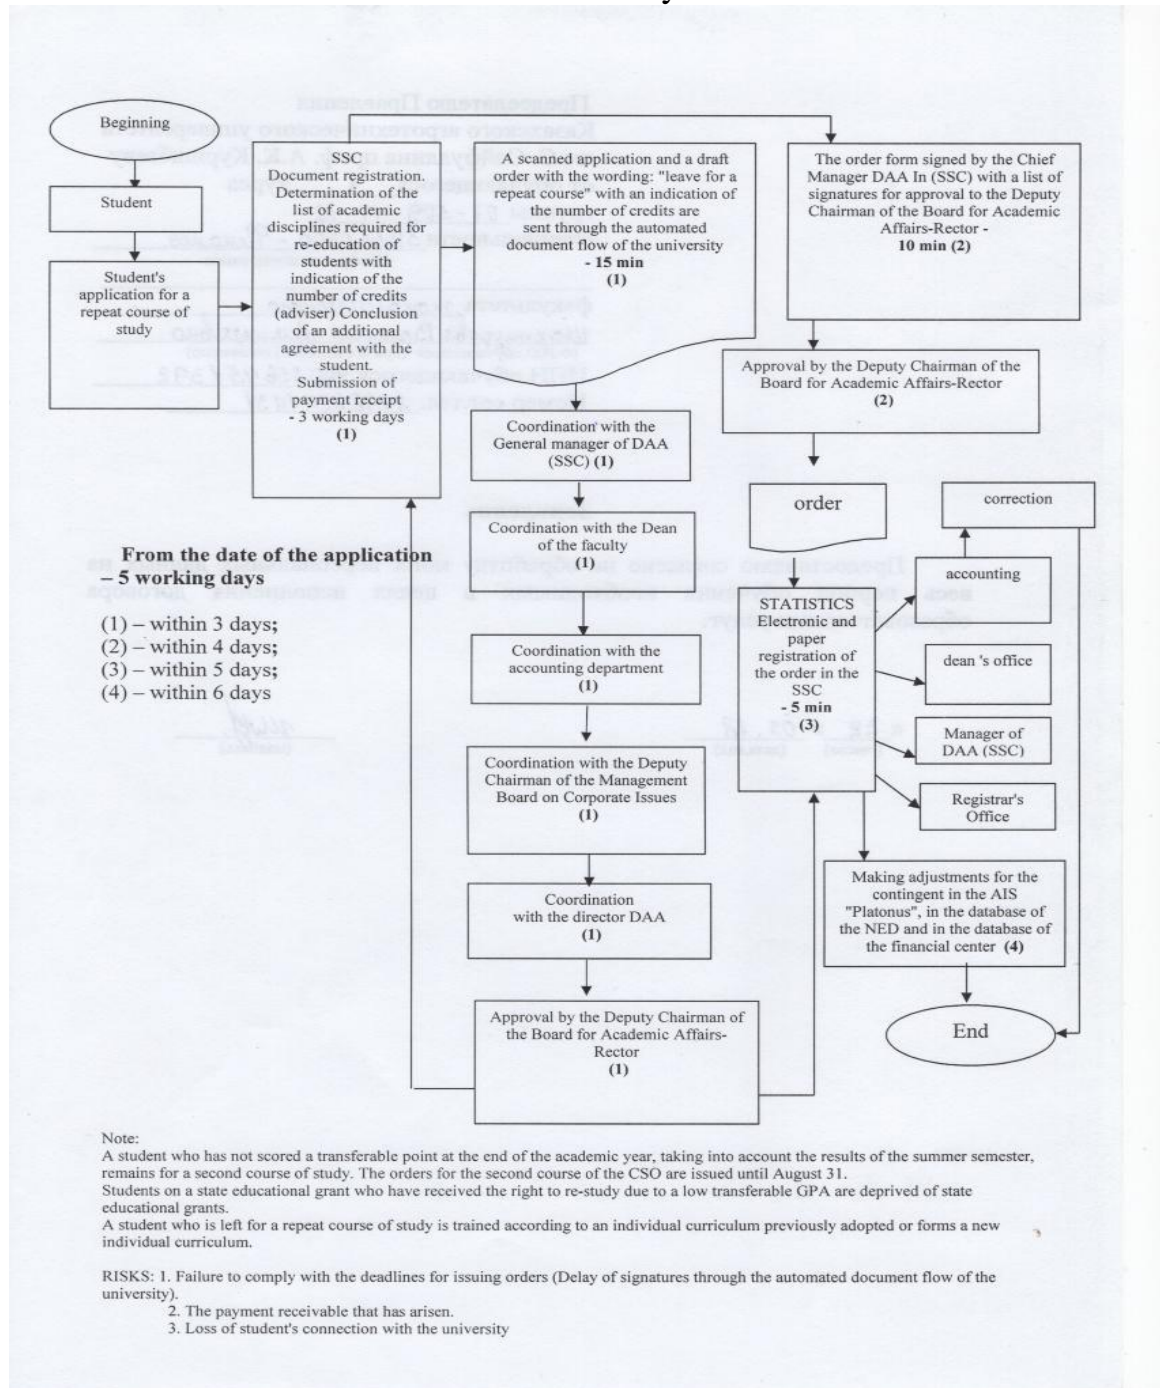 Beginning
Student
Student's
application for a
repeat course of
study
SSC
Document registration.
Determination of the
list of academic
disciplines required for
re-education of
students with
indication of the
number of credits
(adviser) Conclusion
of an additional
agreement with the
student.
Submission of
payment receipt
- 3 working days
(1)
A scanned application and a draft
order with the wording: "leave for a
repeat course" with an indication of
the number of credits are
sent through the automated
document flow of the university
- 15 min
(1)
The order form signed by the Chief
Manager DAA In (SSC) with a list of
signatures for approval to the Deputy
Chairman of the Board for Academic
Affairs-Rector -
10 min (2)
Approval by the Deputy Chairman of the
Board for Academic Affairs-Rector
(2)
Coordination with the
General manager of DAA
(SSC) (1)
order
correction
Coordination with the Dean
of the faculty
(1)
accounting
From the date of the application
– 5 working days
(1) – within 3 days;
(2) – within 4 days;
(3) – within 5 days;
(4) – within 6 days
STATISTICS
Electronic and
paper
registration of
the order in the
SSC
- 5 min
(3)
Coordination with the
accounting department
(1)
dean 's office
Manager of
DAA (SSC)
Coordination with the Deputy
Chairman of the Management
Board on Corporate Issues
(1)
Registrar's
Office
Coordination
with the director DAA
(1)
Making adjustments for the
contingent in the AIS
"Platonus", in the database of
the NED and in the database of
the financial center (4)
Approval by the Deputy Chairman of
the Board for Academic Affairs-
Rector
(1)
End
Note:
A student who has not scored a transferable point at the end of the academic year, taking into account the results of the summer semester,
remains for a second course of study. The orders for the second course of the CSO are issued until August 31.
Students on a state educational grant who have received the right to re-study due to a low transferable GPA are deprived of state
educational grants.
A student who is left for a repeat course of study is trained according to an individual curriculum previously adopted or forms a new
individual curriculum.
RISKS: 1. Failure to comply with the deadlines for issuing orders (Delay of signatures through the automated document flow of the
university).
2. The payment receivable that has arisen.
3. Loss of student's connection with the university